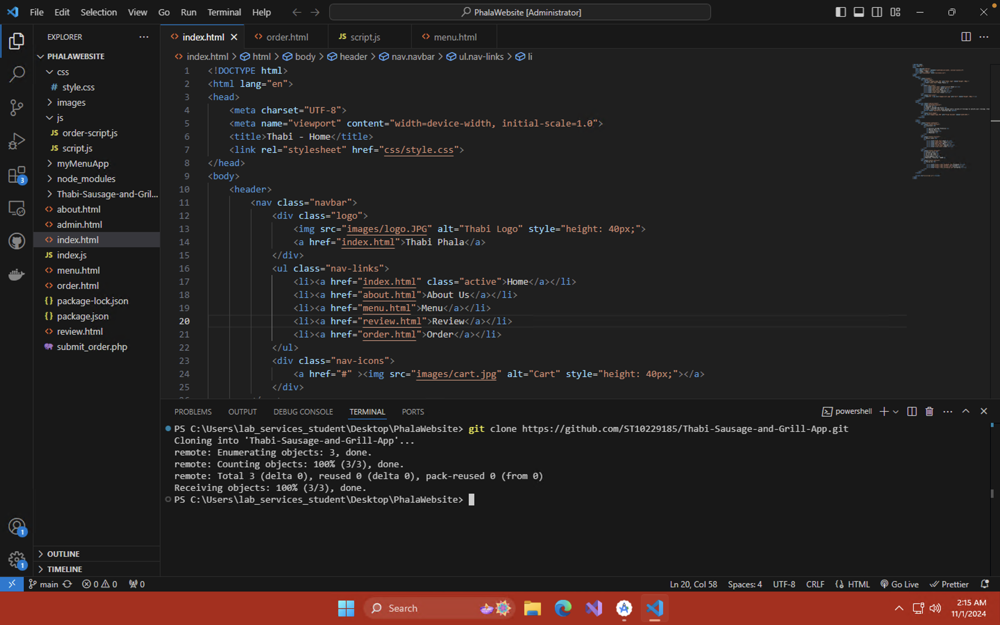 File Edit Selection View Go Run Terminal Help PhalaWebsite [Administrator]
EXPLORER
PHALAWEBSITE
css
# style.css
images
js
JS order-script.js
JS script.js
myMenuApp
node_modules
Thabi-Sausage-and-Gril...
<> about.html
<> admin.html
<> index.html
JS index.js
<> menu.html
<> order.html
{} package-lock.json
{} package.json
<> review.html
submit_order.php
OUTLINE
TIMELINE
3
1
1
<> index.html <> order.html JS script.js <> menu.html
<> index.html > html > body > header > nav.navbar > ul.nav-links > li
1 <!DOCTYPE html>
2 <html lang="en">
3 <head>
4 <meta charset="UTF-8">
5 <meta name="viewport" content="width=device-width, initial-scale=1.0">
6 <title>Thabi - Home</title>
7 <link rel="stylesheet" href="css/style.css">
8 </head>
9 <body>
10 <header>
11 <nav class="navbar">
12 <div class="logo">
13 <img src="images/logo.JPG" alt="Thabi Logo" style="height: 40px;">
14 <a href="index.html">Thabi Phala</a>
15 </div>
16 <ul class="nav-links">
17 <li><a href="index.html" class="active">Home</a></li>
18 <li><a href="about.html">About Us</a></li>
19 <li><a href="menu.html">Menu</a></li>
20 <li><a href="review.html">Review</a></li>
21 <li><a href="order.html">Order</a></li>
22 </ul>
23 <div class="nav-icons">
24 <a href="#" ><img src="images/cart.jpg" alt="Cart" style="height: 40px;"></a>
25 </div>
PROBLEMS OUTPUT DEBUG CONSOLE TERMINAL PORTS powershell
PS C:\Users\lab_services_student\Desktop\PhalaWebsite> git clone https://github.com/ST10229185/Thabi-Sausage-and-Grill-App.git
Cloning into 'Thabi-Sausage-and-Grill-App'...
remote: Enumerating objects: 3, done.
remote: Counting objects: 100% (3/3), done.
remote: Total 3 (delta 0), reused 0 (delta 0), pack-reused 0 (from 0)
Receiving objects: 100% (3/3), done.
PS C:\Users\lab_services_student\Desktop\PhalaWebsite>
main 0 0 0 Ln 20, Col 58 Spaces: 4 UTF-8 CRLF HTML Go Live Prettier
Search
2:15 AM
11/1/2024